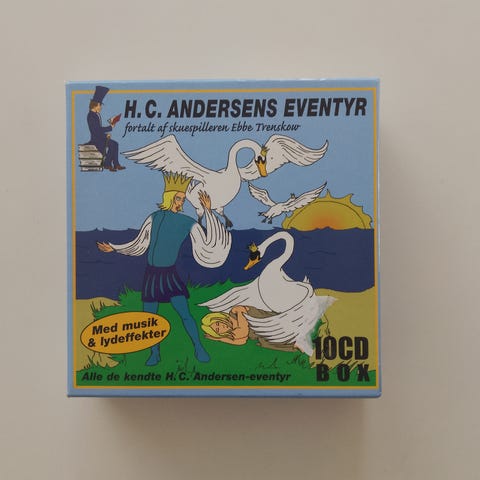 H.C. ANDERSENS EVENTYR
fortalt af skuespilleren Ebbe Trenskow
Med musik
& lydeffekter
10CD
BOX
Alle de kendte H.C. Andersen-eventyr